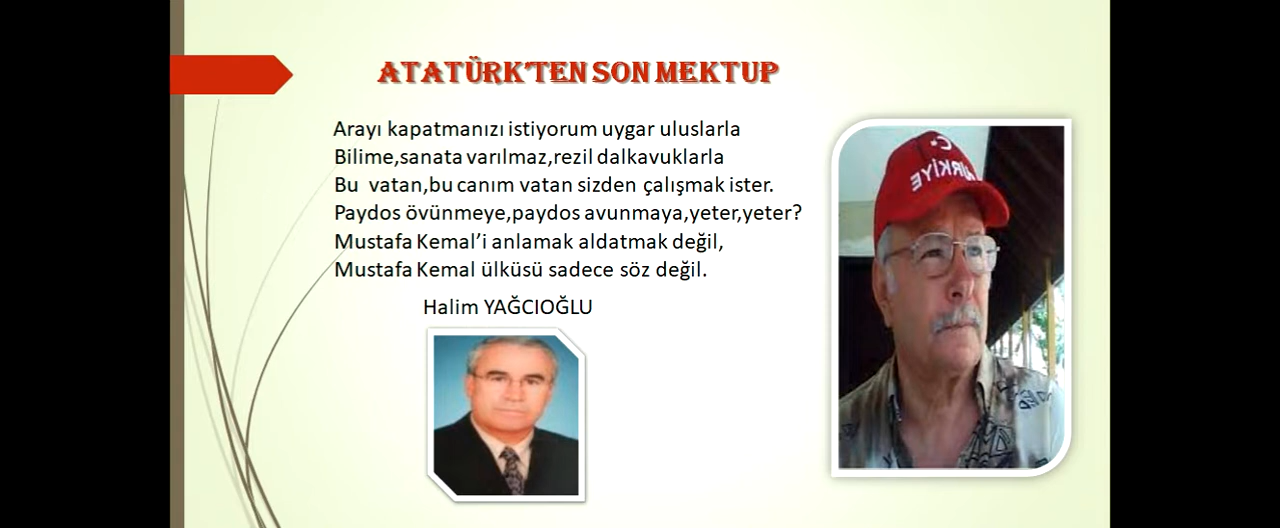 ATATÜRK'TEN SON MEKTUP
Arayı kapatmanızı istiyorum uygar uluslarla
Bilime,sanata varılmaz,rezil dalkavuklarla
Bu  vatan,bu canım vatan sizden çalışmak ister.
Paydos övünmeye,paydos avunmaya,yeter,yeter?
Mustafa Kemal’i anlamak aldatmak değil,
Mustafa Kemal ülküsü sadece söz değil.
Halim YAĞCIOĞLU
TÜRKİYE